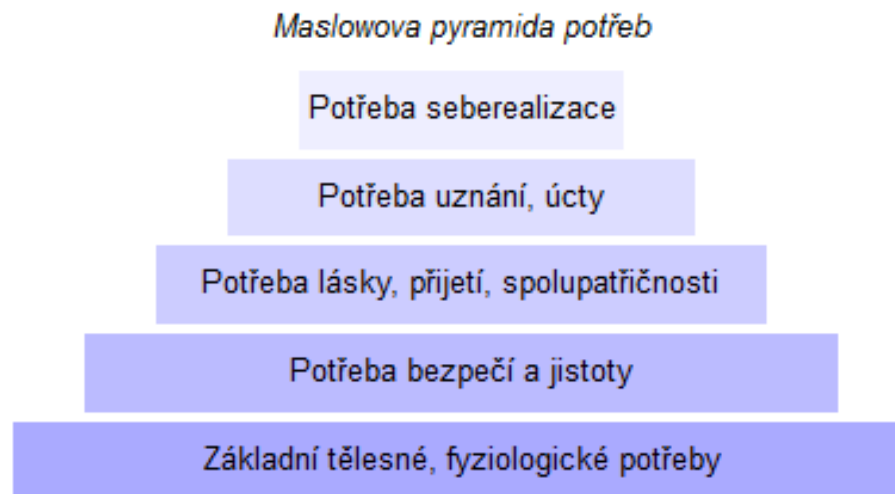 Maslowova pyramida potřeb
Potřeba seberealizace
Potřeba uznání, úcty
Potřeba lásky, přijetí, spolupatřičnosti
Potřeba bezpečí a jistoty
Základní tělesné, fyziologické potřeby